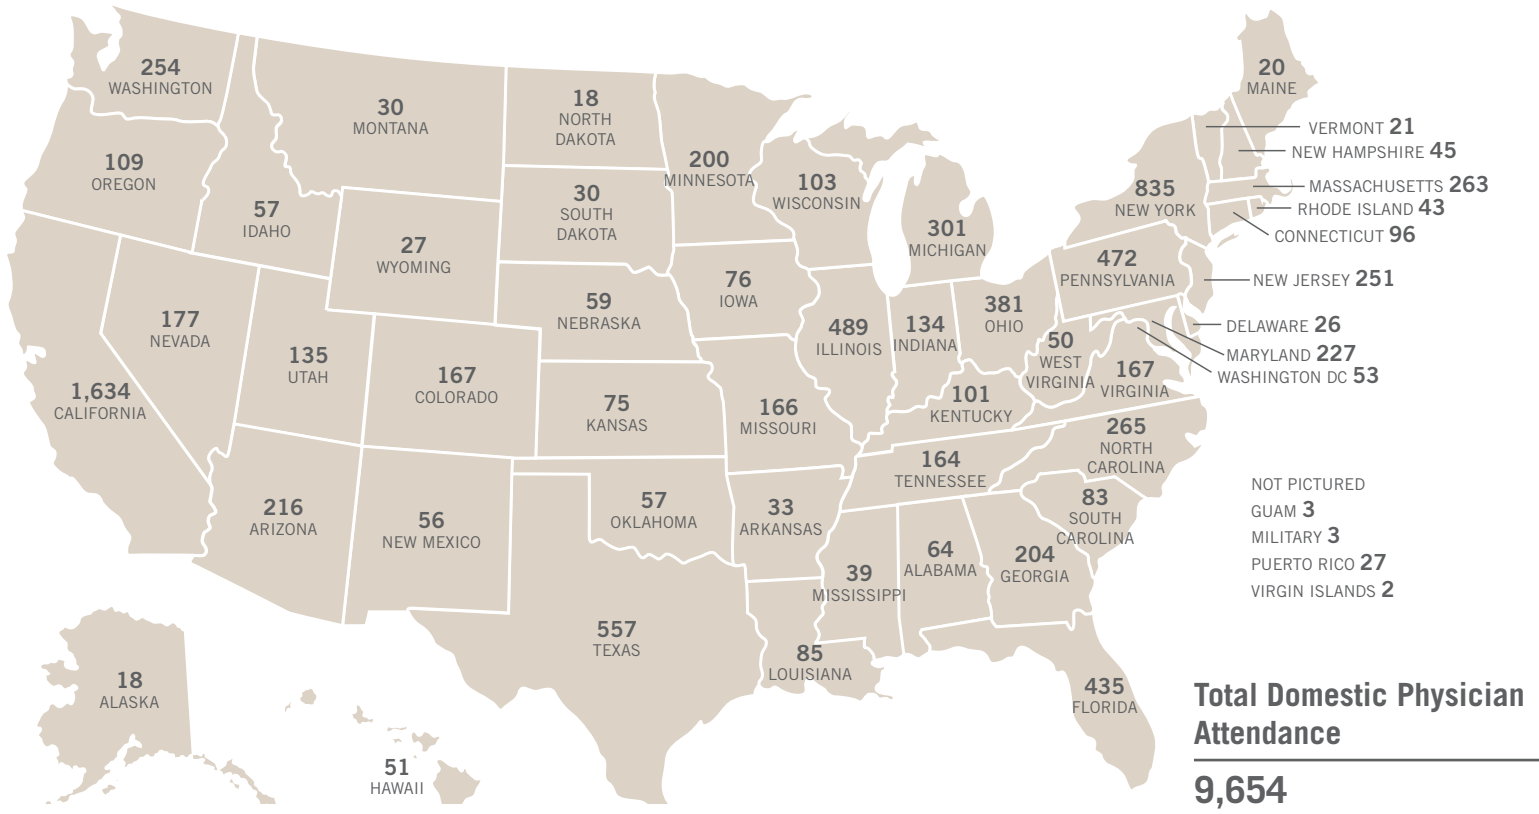 254
WASHINGTON
30
MONTANA
18
NORTH
DAKOTA
20
MAINE
VERMONT 21
NEW HAMPSHIRE 45
109
OREGON
200
MINNESOTA
103
WISCONSIN
835
NEW YORK
MASSACHUSETTS 263
RHODE ISLAND 43
CONNECTICUT 96
57
IDAHO
30
SOUTH
DAKOTA
301
MICHIGAN
27
WYOMING
472
PENNSYLVANIA
NEW JERSEY 251
76
IOWA
59
NEBRASKA
177
NEVADA
489
ILLINOIS
134
INDIANA
381
OHIO
DELAWARE 26
MARYLAND 227
WASHINGTON DC 53
50
WEST
VIRGINIA
167
VIRGINIA
135
UTAH
167
COLORADO
1,634
CALIFORNIA
75
KANSAS
166
MISSOURI
101
KENTUCKY
265
NORTH
CAROLINA
164
TENNESSEE
216
ARIZONA
56
NEW MEXICO
57
OKLAHOMA
33
ARKANSAS
83
SOUTH
CAROLINA
NOT PICTURED
GUAM 3
MILITARY 3
PUERTO RICO 27
VIRGIN ISLANDS 2
39
MISSISSIPPI
64
ALABAMA
204
GEORGIA
557
TEXAS
85
LOUISIANA
435
FLORIDA
18
ALASKA
51
HAWAII
Total Domestic Physician
Attendance
9,654